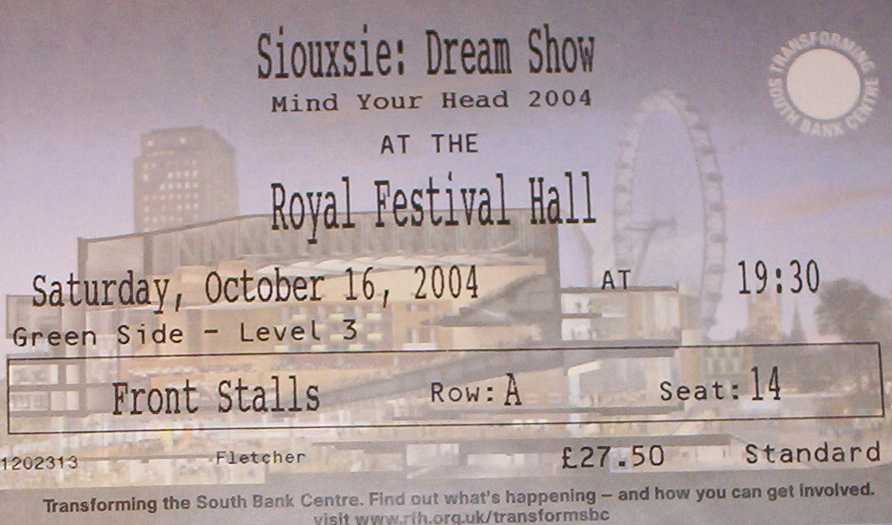 Siouxsie: Dream Show
TRANSFORMING SOUTH BANK CENTRE
Mind Your Head 2004
AT THE
Royal Festival Hall
Saturday, October 16, 2004 AT 19:30
Green Side - Level 3
Front Stalls Row: A Seat: 14
1202313 Fletcher £27.50 Standard
Transforming the South Bank Centre. Find out what's happening – and how you can get involved.
visit www.rfh.org.uk/transformsbc